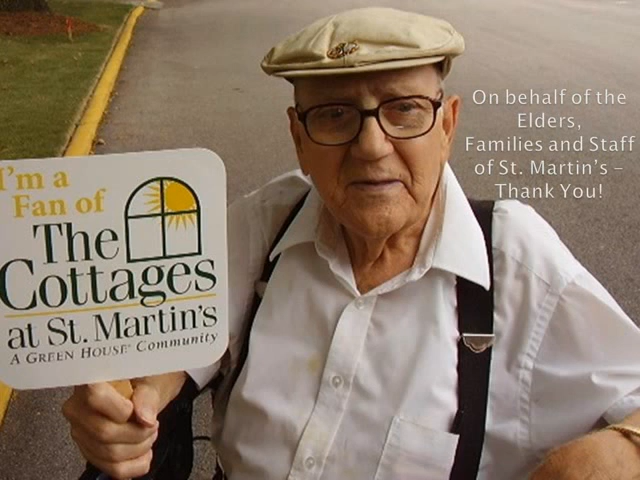 I'm a
Fan of
The
Cottages
at St. Martin's
A GREEN HOUSE® Community
On behalf of the
Elders,
Families and Staff
of St. Martin's –
Thank You!